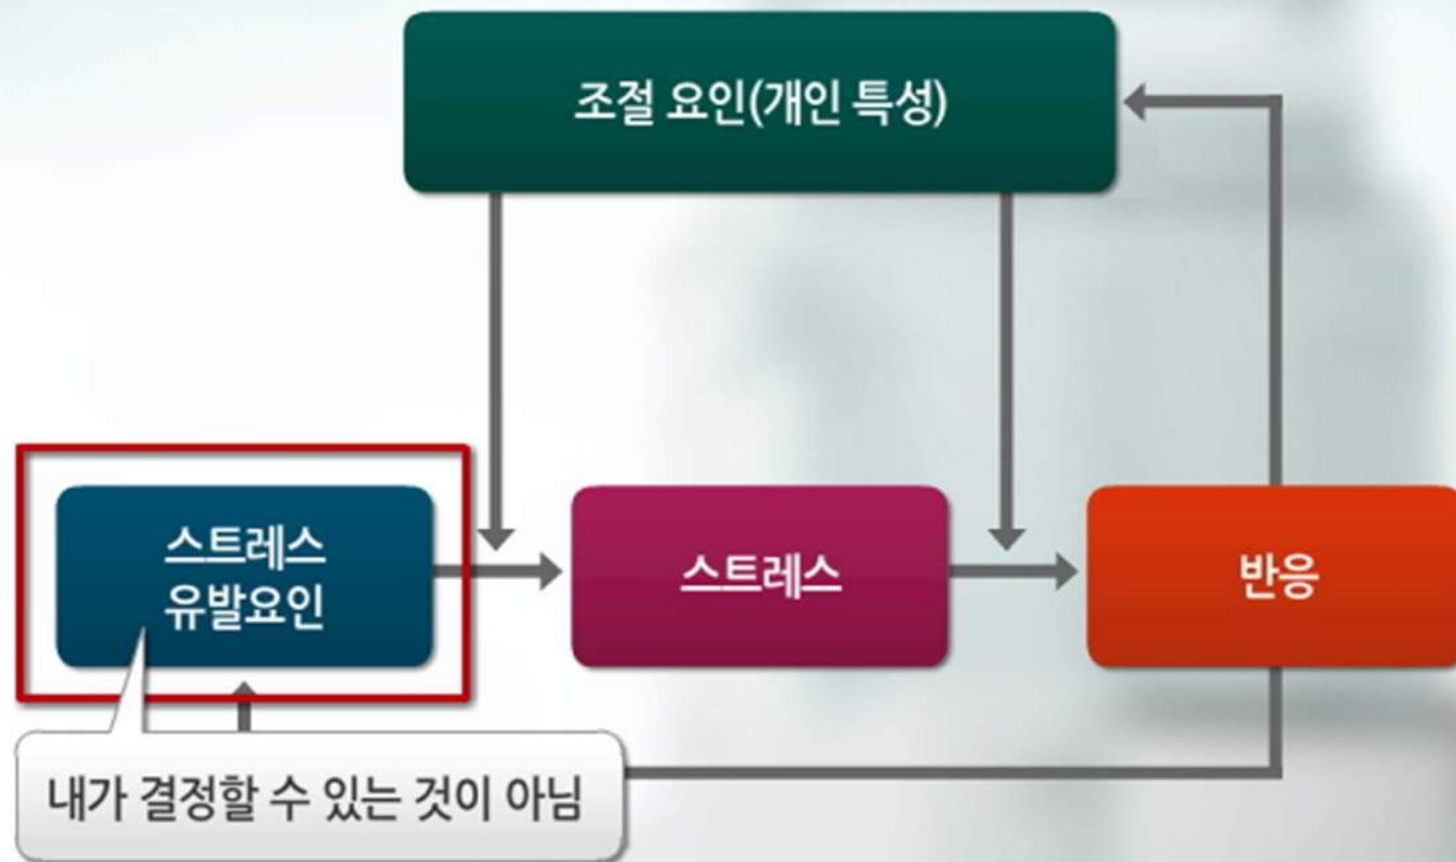 조절 요인(개인 특성)
스트레스
유발요인
스트레스
반응
내가 결정할 수 있는 것이 아님